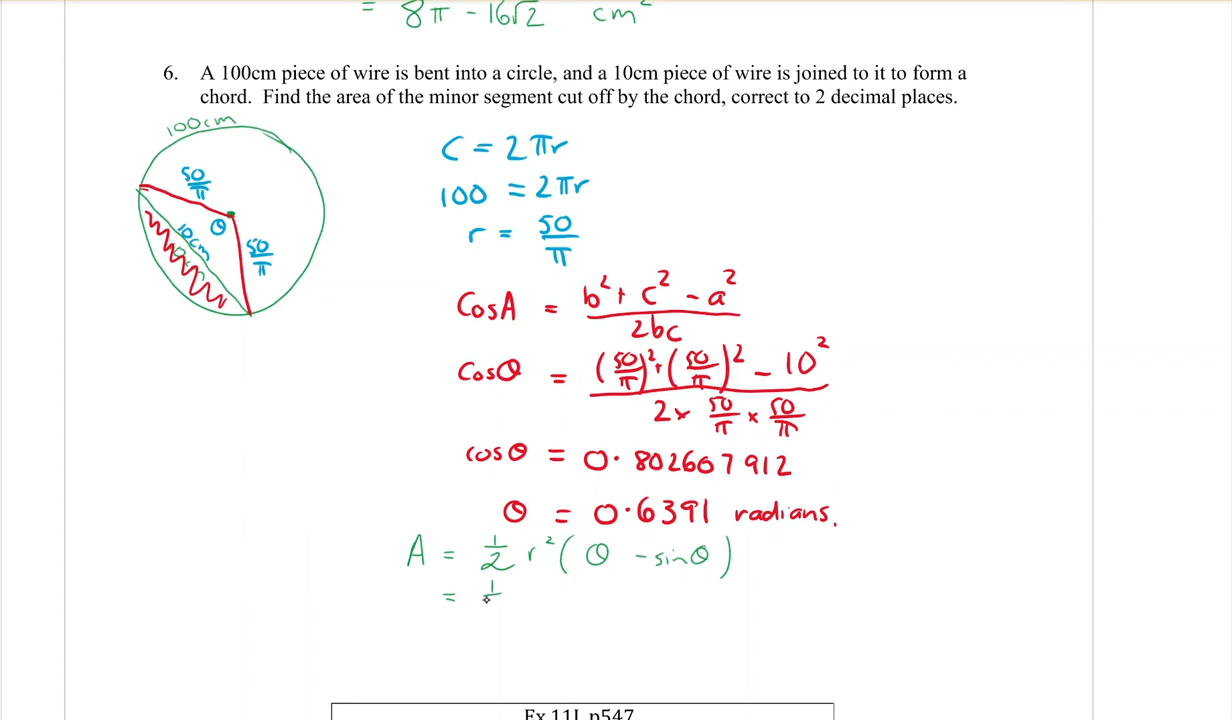 = 8π - 16√2 cm²
6. A 100cm piece of wire is bent into a circle, and a 10cm piece of wire is joined to it to form a
chord. Find the area of the minor segment cut off by the chord, correct to 2 decimal places.
100cm
50/π
θ
10cm
50/π
C = 2πr
100 = 2πr
r = 50/π
CosA = (b² + c² - a²)/2bc
Cosθ = ((50/π)² + (50/π)² - 10²)/(2 × 50/π × 50/π)
cosθ = 0.802607912
θ = 0.6391 radians.
A = 1/2 r² (θ - sinθ)
= 1
Ex 11I p547